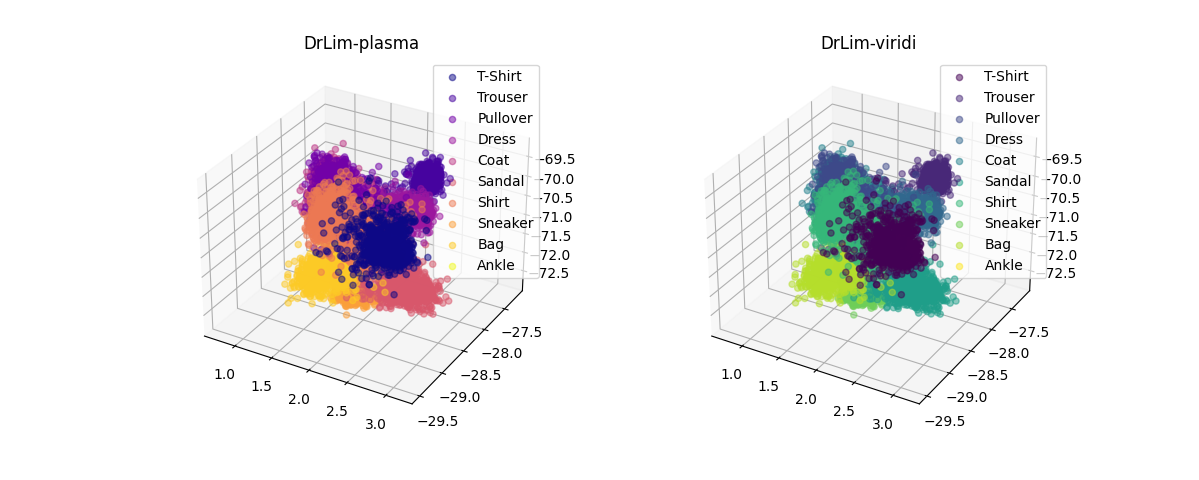 DrLim-plasma
T-Shirt
Trouser
Pullover
Dress
Coat
Sandal
Shirt
Sneaker
Bag
Ankle
-69.5
-70.0
-70.5
-71.0
-71.5
-72.0
-72.5
−27.5
−28.0
−28.5
−29.0
−29.5
1.0
1.5
2.0
2.5
3.0
DrLim-viridi
T-Shirt
Trouser
Pullover
Dress
Coat
Sandal
Shirt
Sneaker
Bag
Ankle
-69.5
-70.0
-70.5
-71.0
-71.5
-72.0
-72.5
−27.5
−28.0
−28.5
−29.0
−29.5
1.0
1.5
2.0
2.5
3.0